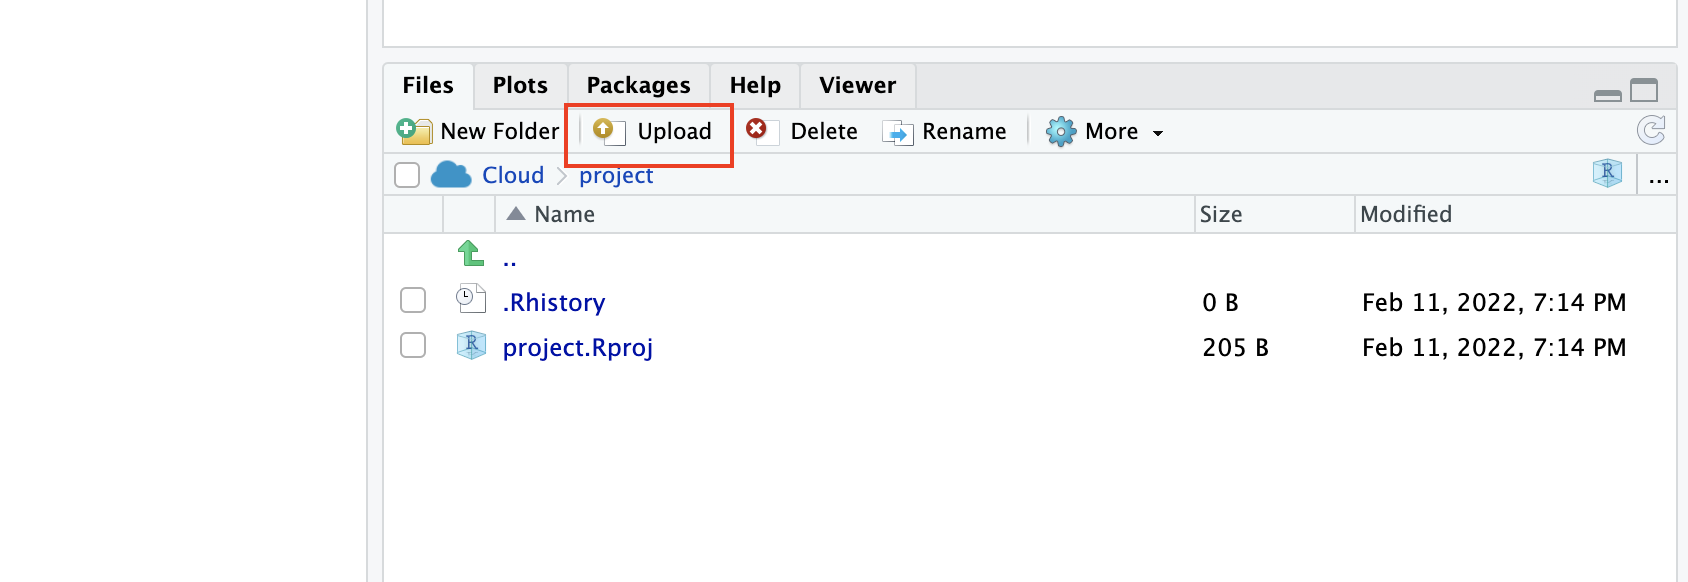 Files Plots Packages Help Viewer
New Folder Upload Delete Rename More
Cloud project R ...
Name Size Modified
..
.Rhistory 0 B Feb 11, 2022, 7:14 PM
R project.Rproj 205 B Feb 11, 2022, 7:14 PM